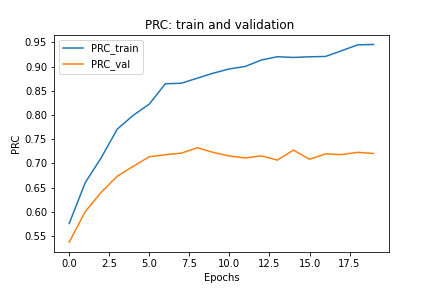 PRC: train and validation
PRC_train
PRC_val
PRC
0.95
0.90
0.85
0.80
0.75
0.70
0.65
0.60
0.55
0.0 2.5 5.0 7.5 10.0 12.5 15.0 17.5
Epochs